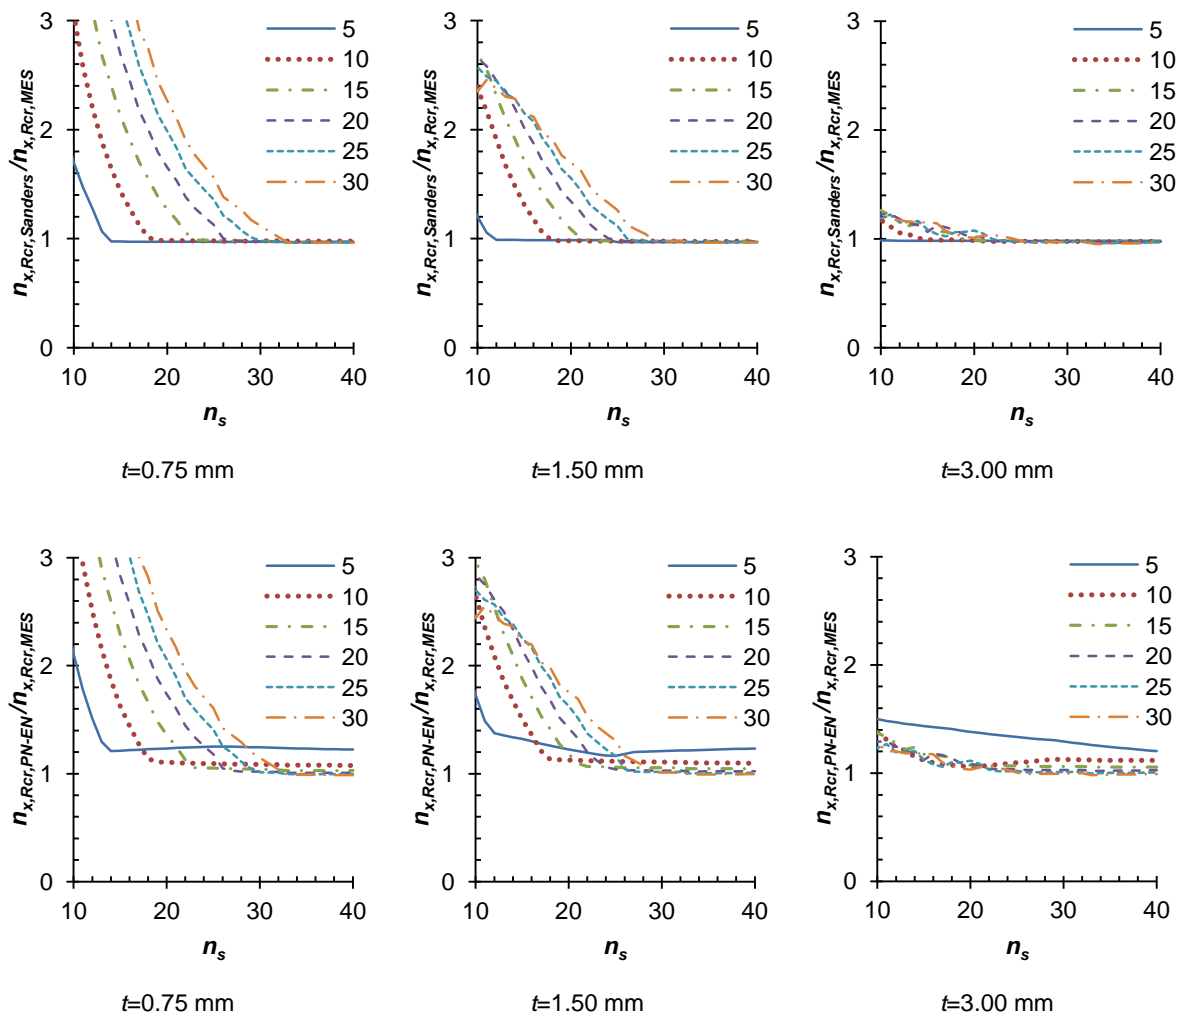 n_x,Rcr,Sanders/n_x,Rcr,MES
3
2
1
0
10 20 30 40
n_s
5
10
15
20
25
30
t=0.75 mm
n_x,Rcr,Sanders/n_x,Rcr,MES
3
2
1
0
10 20 30 40
n_s
5
10
15
20
25
30
t=1.50 mm
n_x,Rcr,Sanders/n_x,Rcr,MES
3
2
1
0
10 20 30 40
n_s
5
10
15
20
25
30
t=3.00 mm
n_x,Rcr,PN-EN/n_x,Rcr,MES
3
2
1
0
10 20 30 40
n_s
5
10
15
20
25
30
t=0.75 mm
n_x,Rcr,PN-EN/n_x,Rcr,MES
3
2
1
0
10 20 30 40
n_s
5
10
15
20
25
30
t=1.50 mm
n_x,Rcr,PN-EN/n_x,Rcr,MES
3
2
1
0
10 20 30 40
n_s
5
10
15
20
25
30
t=3.00 mm